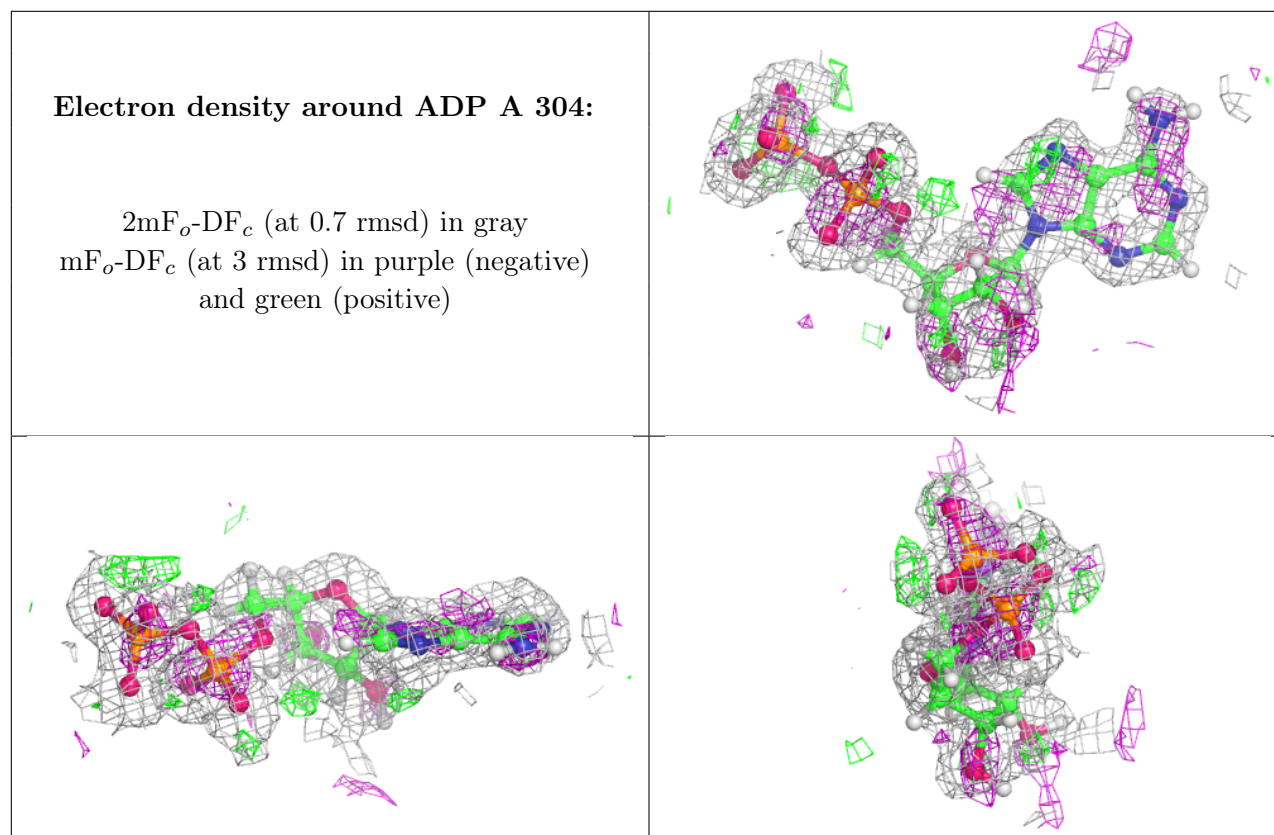 Electron density around ADP A 304:
2mFₒ-DF𝒸 (at 0.7 rmsd) in gray
mFₒ-DF𝒸 (at 3 rmsd) in purple (negative)
and green (positive)